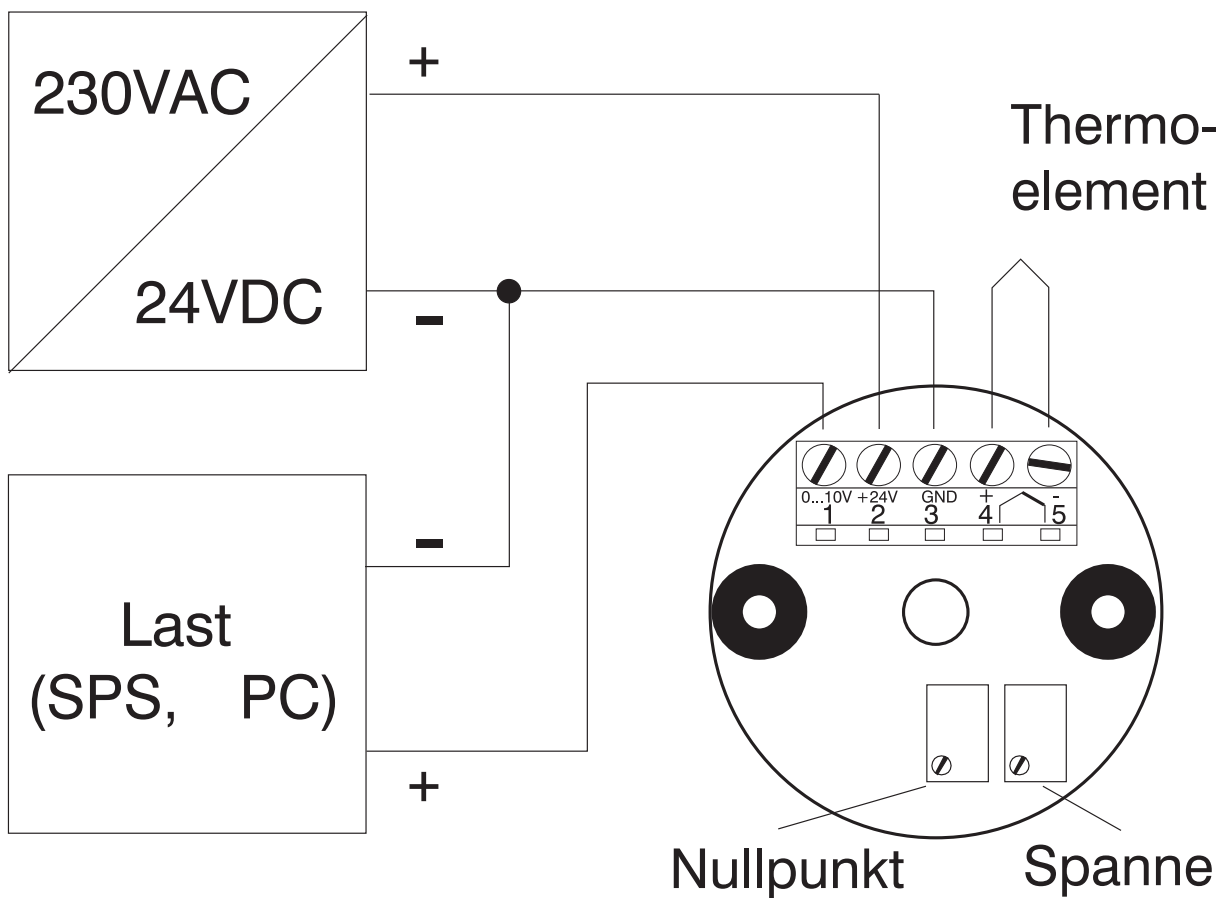 230VAC
+
Thermo-
element
24VDC
-
0...10V +24V GND + -
1 2 3 4 5
-
Last
(SPS, PC)
+
Nullpunkt
Spanne